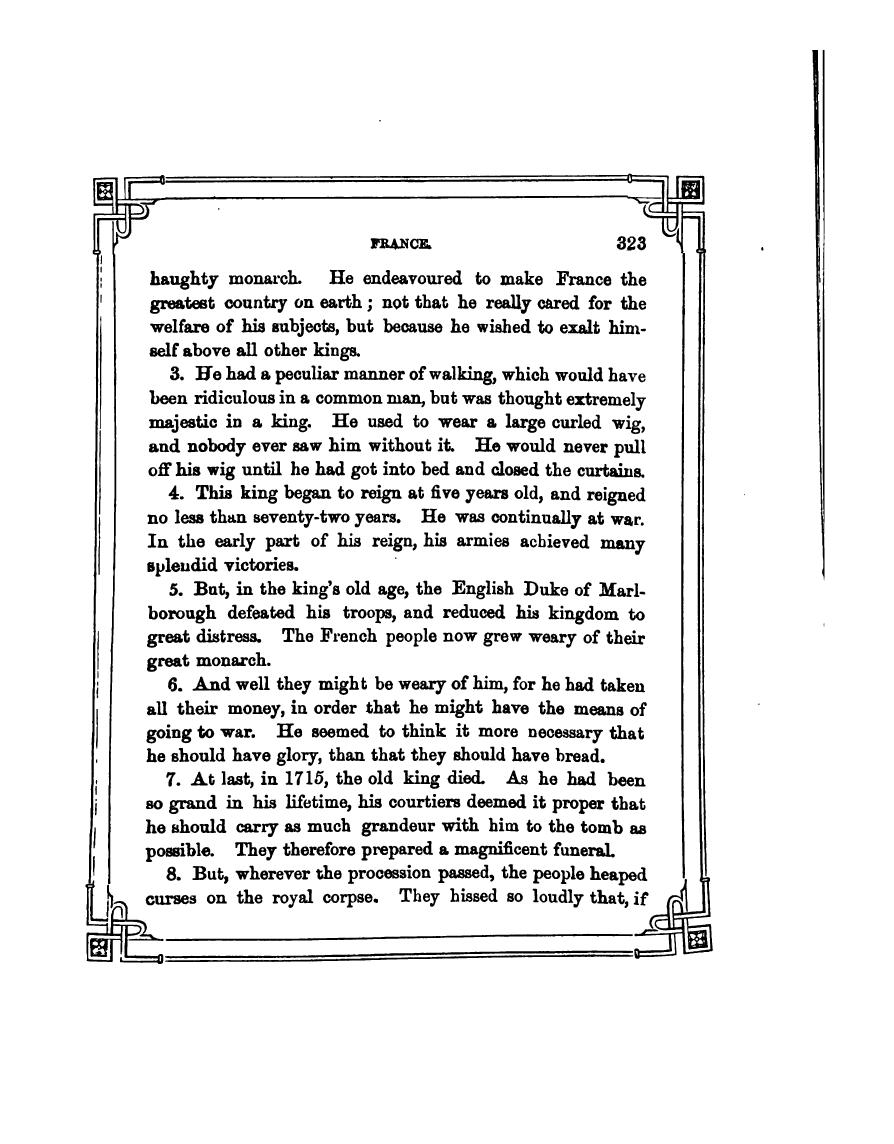 FRANCE. 323
haughty monarch. He endeavoured to make France the
greatest country on earth ; not that he really cared for the
welfare of his subjects, but because he wished to exalt him-
self above all other kings.
3. He had a peculiar manner of walking, which would have
been ridiculous in a common man, but was thought extremely
majestic in a king. He used to wear a large curled wig,
and nobody ever saw him without it. He would never pull
off his wig until he had got into bed and closed the curtains.
4. This king began to reign at five years old, and reigned
no less than seventy-two years. He was continually at war.
In the early part of his reign, his armies achieved many
splendid victories.
5. But, in the king's old age, the English Duke of Marl-
borough defeated his troops, and reduced his kingdom to
great distress. The French people now grew weary of their
great monarch.
6. And well they might be weary of him, for he had taken
all their money, in order that he might have the means of
going to war. He seemed to think it more necessary that
he should have glory, than that they should have bread.
7. At last, in 1715, the old king died. As he had been
so grand in his lifetime, his courtiers deemed it proper that
he should carry as much grandeur with him to the tomb as
possible. They therefore prepared a magnificent funeral.
8. But, wherever the procession passed, the people heaped
curses on the royal corpse. They hissed so loudly that, if